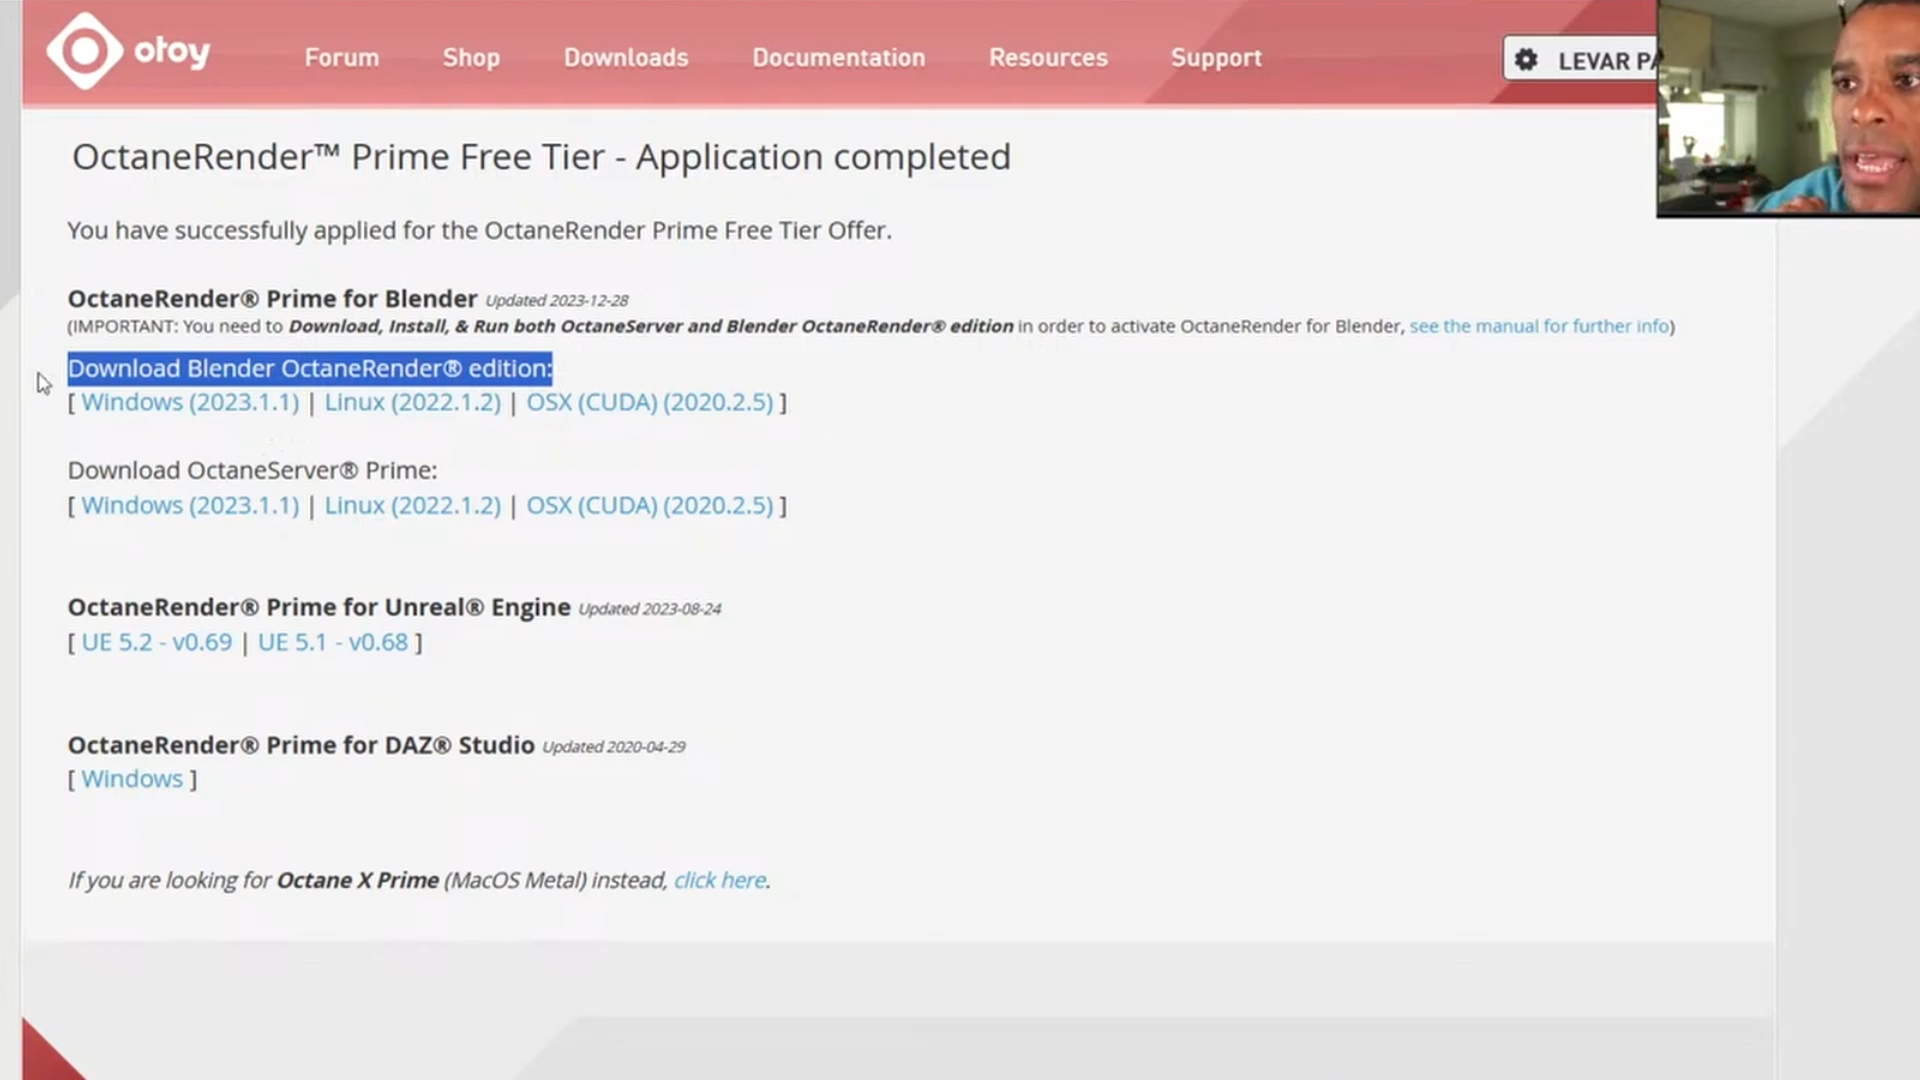 otoy
Forum Shop Downloads Documentation Resources Support
LEVAR PA
OctaneRender™ Prime Free Tier - Application completed
You have successfully applied for the OctaneRender Prime Free Tier Offer.
OctaneRender® Prime for Blender Updated 2023-12-28
(IMPORTANT: You need to Download, Install, & Run both OctaneServer and Blender OctaneRender® edition in order to activate OctaneRender for Blender, see the manual for further info)
Download Blender OctaneRender® edition:
[ Windows (2023.1.1) | Linux (2022.1.2) | OSX (CUDA) (2020.2.5) ]
Download OctaneServer® Prime:
[ Windows (2023.1.1) | Linux (2022.1.2) | OSX (CUDA) (2020.2.5) ]
OctaneRender® Prime for Unreal® Engine Updated 2023-08-24
[ UE 5.2 - v0.69 | UE 5.1 - v0.68 ]
OctaneRender® Prime for DAZ® Studio Updated 2020-04-29
[ Windows ]
If you are looking for Octane X Prime (MacOS Metal) instead, click here.